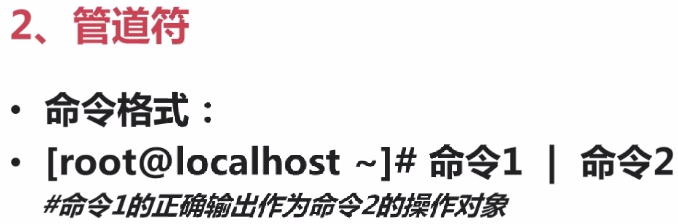 2、管道符
• 命令格式：
• [root@localhost ~]# 命令1 | 命令2
#命令1的正确输出作为命令2的操作对象